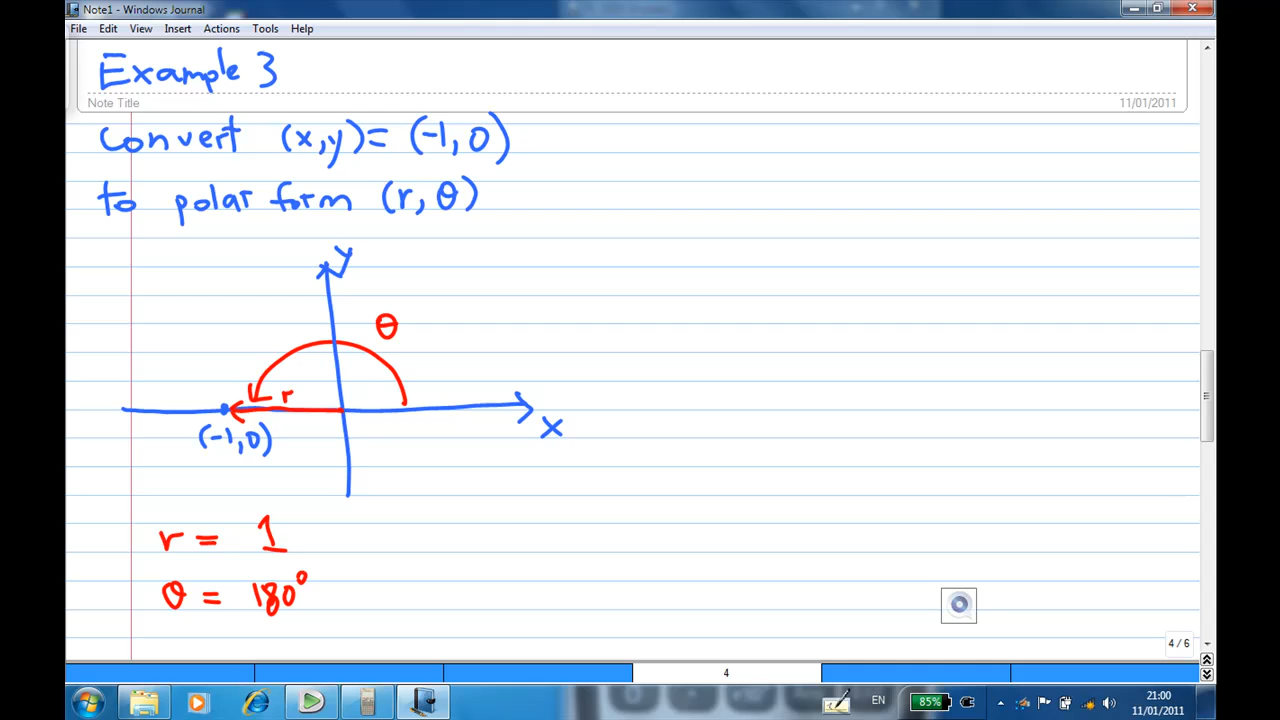 Note1 - Windows Journal
File Edit View Insert Actions Tools Help
Example 3
Note Title
11/01/2011
Convert (x,y)= (-1,0)
to polar form (r, θ)
y
θ
r
(-1,0)
x
r = 1
θ = 180°
4 / 6
4
EN
85%
21:00
11/01/2011